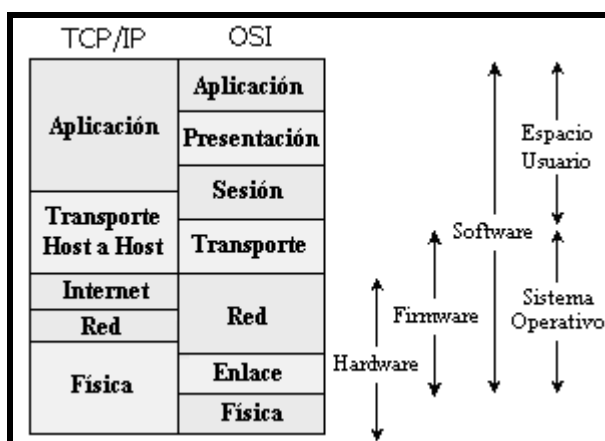 TCP/IP
OSI
Aplicación
Transporte
Host a Host
Internet
Red
Física
Aplicación
Presentación
Sesión
Transporte
Red
Enlace
Física
Hardware
Firmware
Software
Espacio
Usuario
Sistema
Operativo